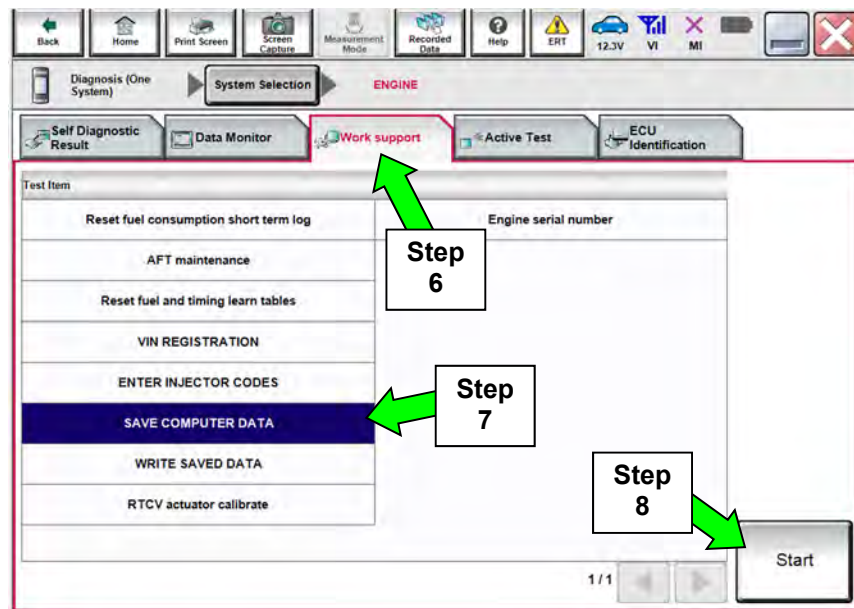 Back
Home
Print Screen
Screen
Capture
Measurement
Mode
Recorded
Data
Help
ERT
12.3V
VI
MI
Diagnosis (One
System)
System Selection
ENGINE
Self Diagnostic
Result
Data Monitor
Work support
Active Test
ECU
Identification
Test Item
Reset fuel consumption short term log
Engine serial number
AFT maintenance
Step
6
Reset fuel and timing learn tables
VIN REGISTRATION
ENTER INJECTOR CODES
Step
7
SAVE COMPUTER DATA
WRITE SAVED DATA
Step
8
RTCV actuator calibrate
Start
1/1